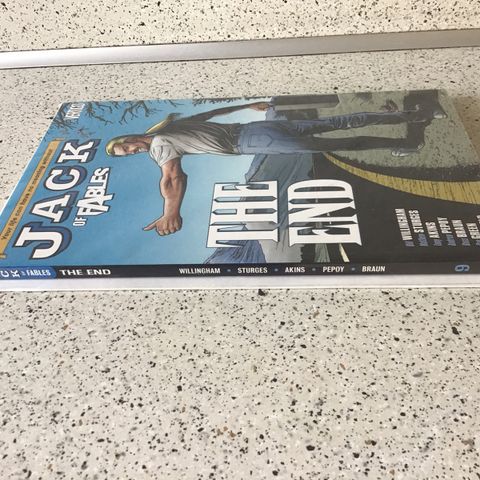 JACK
OF FABLES
THE
END
BILL WILLINGHAM
STURGES
AKINS
PEPOY
BRAUN
CK OF FABLES THE END WILLINGHAM • STURGES • AKINS • PEPOY • BRAUN 9